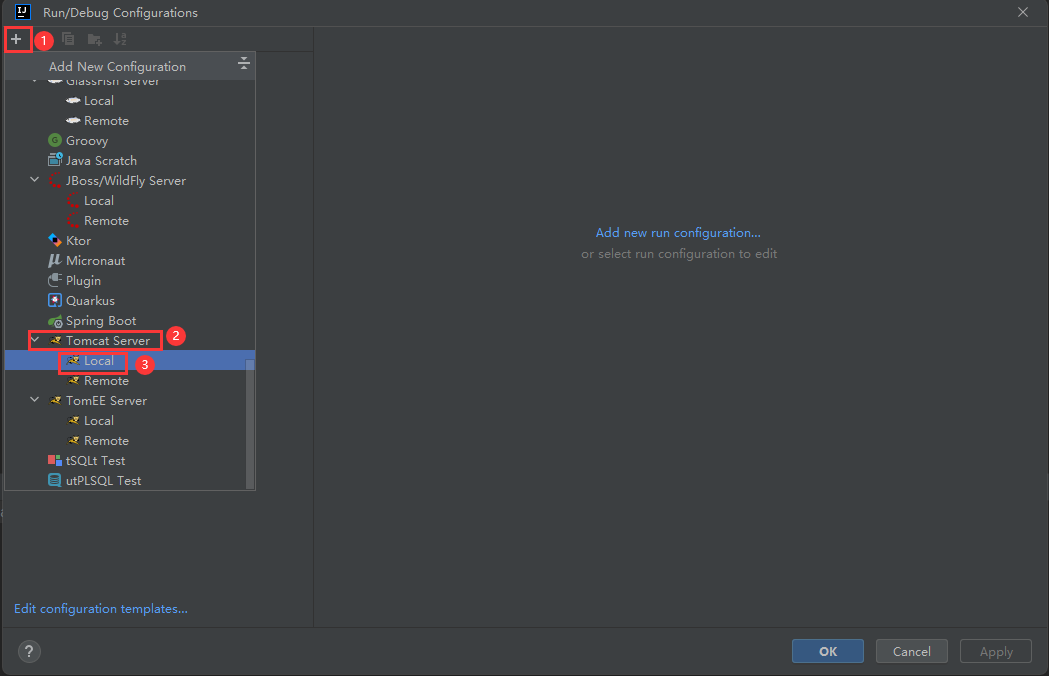 Run/Debug Configurations
1
Add New Configuration
GlassFish Server
Local
Remote
Groovy
Java Scratch
JBoss/WildFly Server
Local
Remote
Ktor
Micronaut
Plugin
Quarkus
Spring Boot
Tomcat Server 2
Local 3
Remote
TomEE Server
Local
Remote
tSQLt Test
utPLSQL Test
Add new run configuration...
or select run configuration to edit
Edit configuration templates...
? OK Cancel Apply